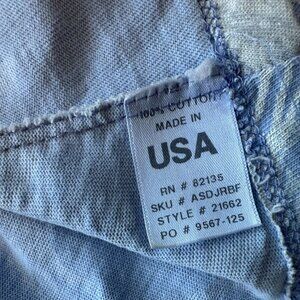 100% COTTON
MADE IN
USA
RN # 82135
SKU # ASDJRBF
STYLE # 21662
PO # 9567-125